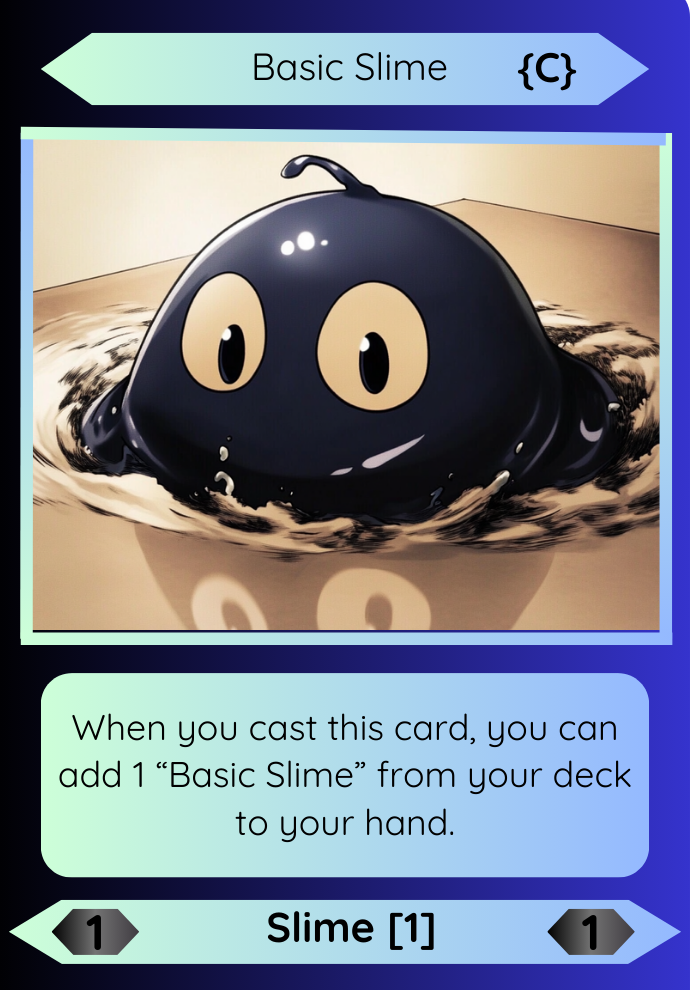 Basic Slime {C}
When you cast this card, you can
add 1 “Basic Slime” from your deck
to your hand.
1 Slime [1] 1